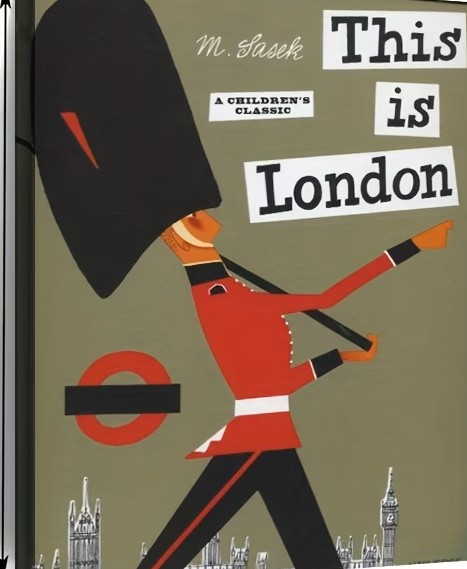 M. Sasek
This
is
London
A CHILDREN'S
CLASSIC